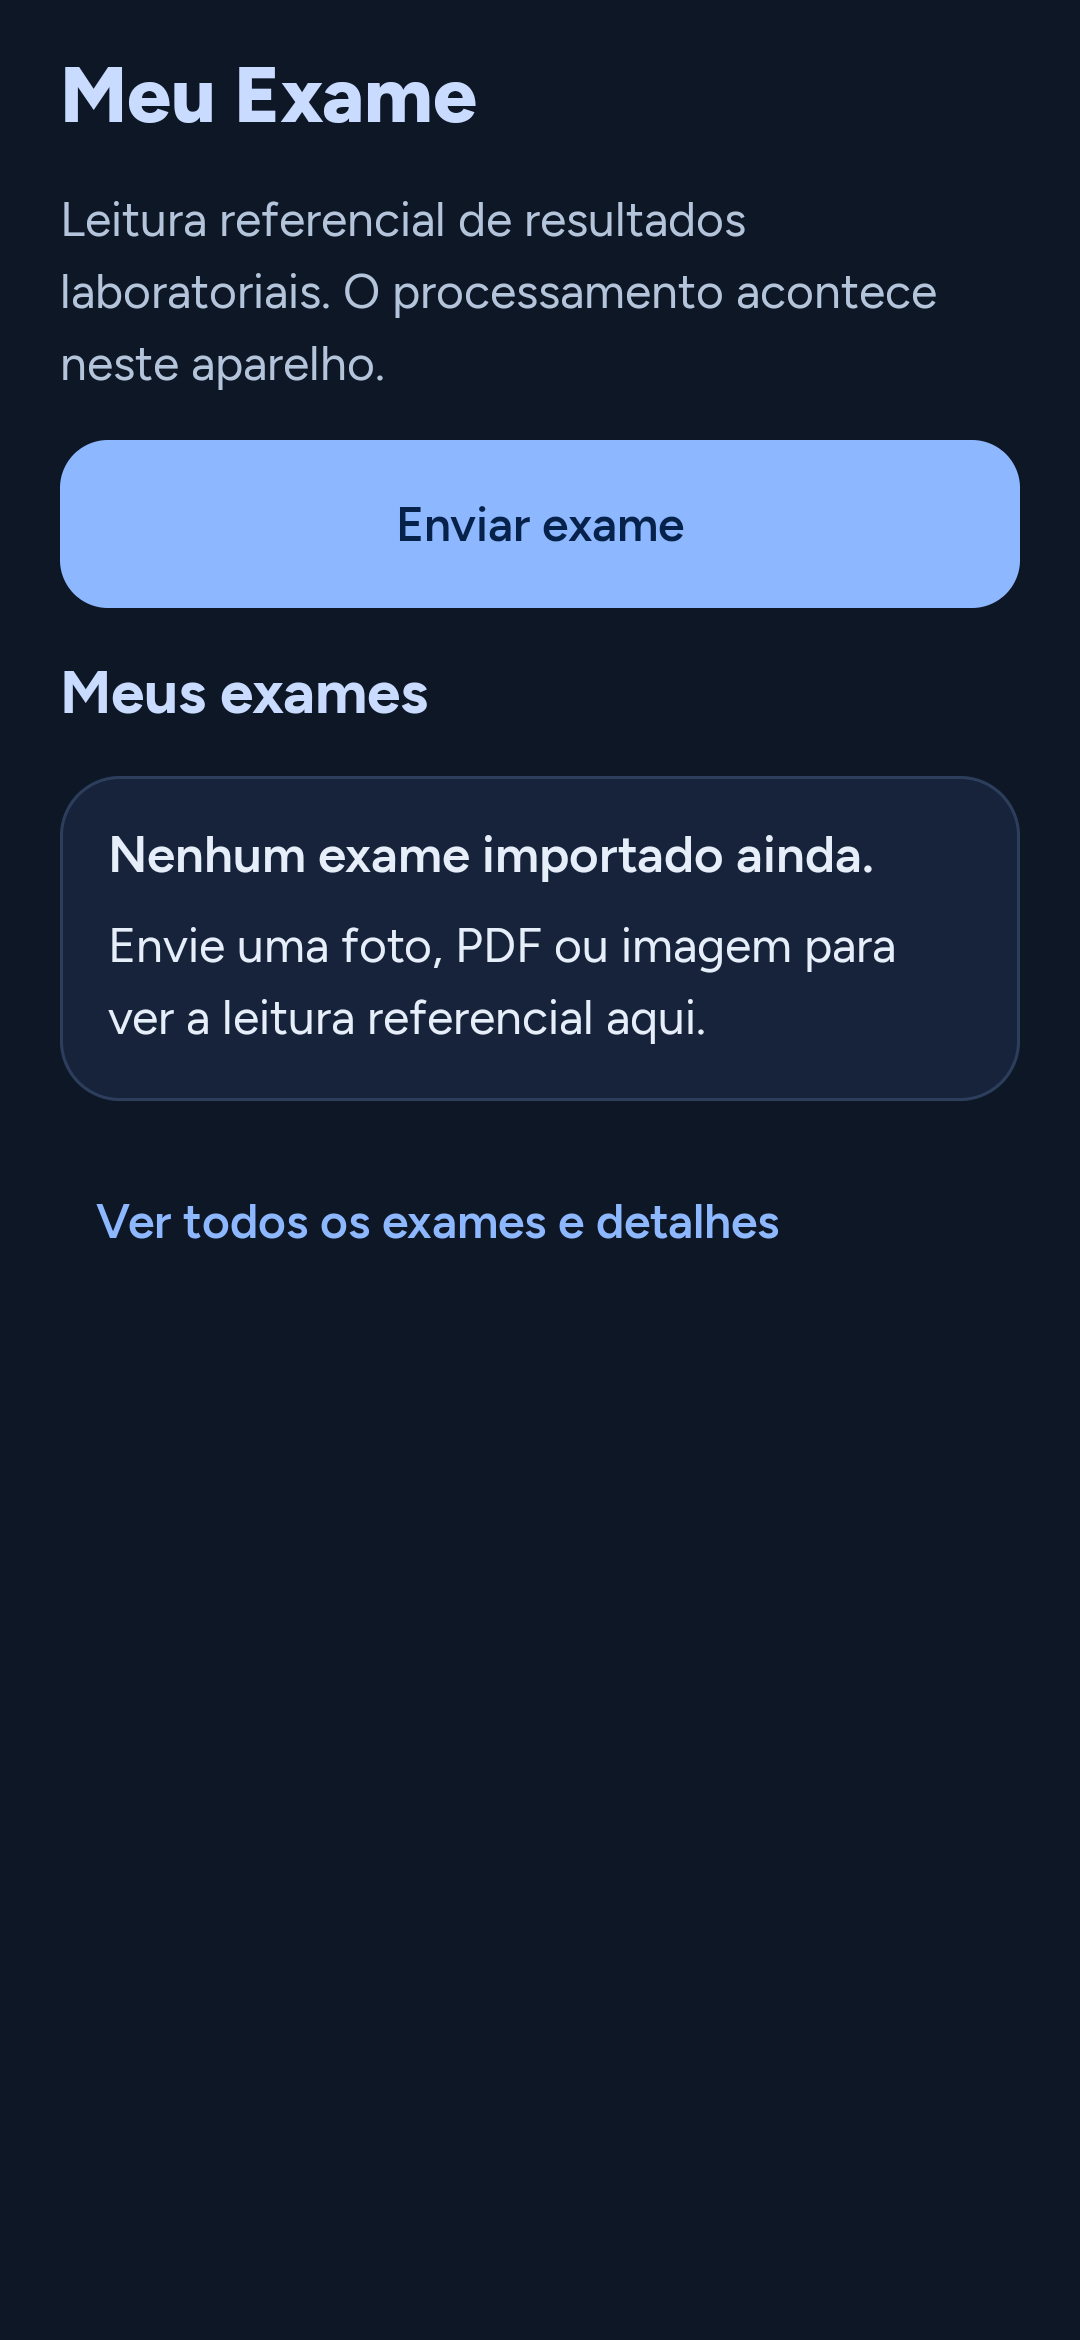 Meu Exame
Leitura referencial de resultados
laboratoriais. O processamento acontece
neste aparelho.
Enviar exame
Meus exames
Nenhum exame importado ainda.
Envie uma foto, PDF ou imagem para
ver a leitura referencial aqui.
Ver todos os exames e detalhes